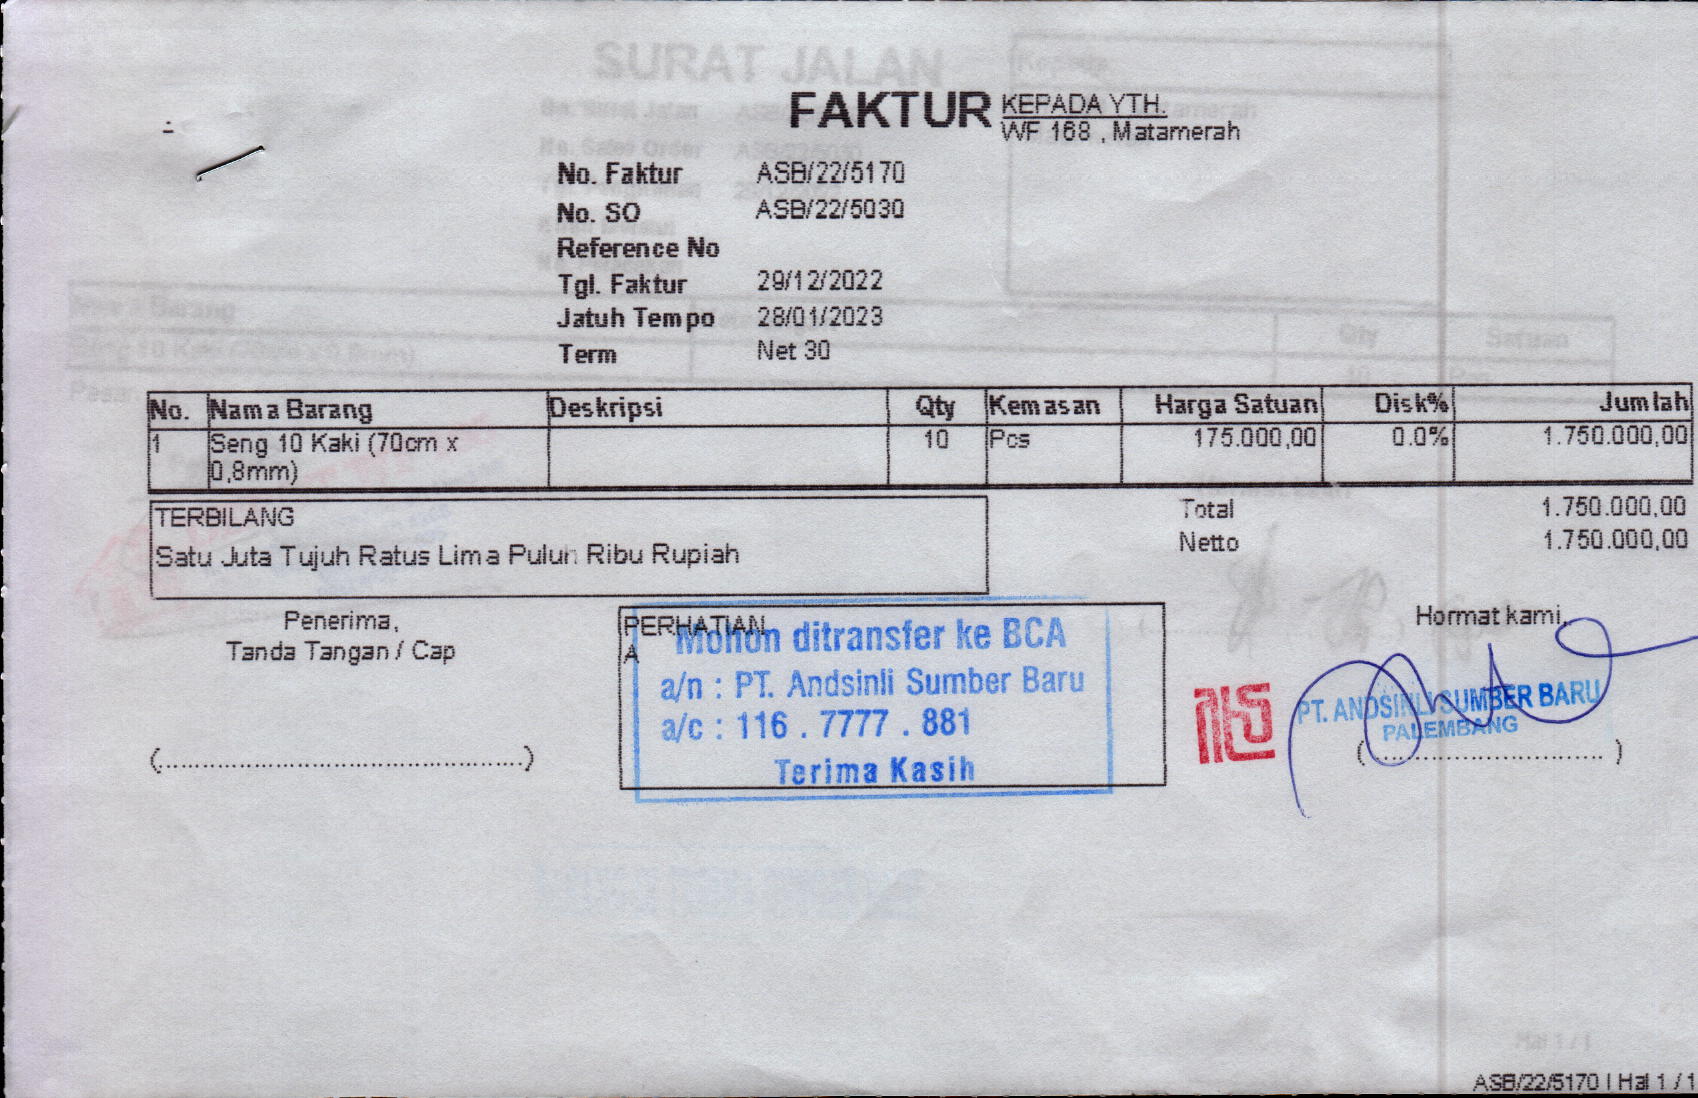 SURAT JALAN
FAKTUR
KEPADA YTH.
WF 168 , Matamerah
No. Faktur ASB/22/5170
No. SO ASB/22/5030
Reference No
Tgl. Faktur 29/12/2022
Jatuh Tempo 28/01/2023
Term Net 30
No. Nama Barang Deskripsi Qty Kemasan Harga Satuan Disk% Jumlah
1 Seng 10 Kaki (70cm x 10 Pcs 175.000,00 0.0% 1.750.000,00
0,8mm)
TERBILANG
Satu Juta Tujuh Ratus Lima Puluh Ribu Rupiah
Total 1.750.000,00
Netto 1.750.000,00
Penerima,
Tanda Tangan / Cap
(............................................)
PERHATIAN
A
Mohon ditransfer ke BCA
a/n : PT. Andsinli Sumber Baru
a/c : 116 . 7777 . 881
Terima Kasih
Hormat kami,
PT. ANDSINLI SUMBER BARU
PALEMBANG
(............................)
ASB/22/5170 | Hal 1 / 1